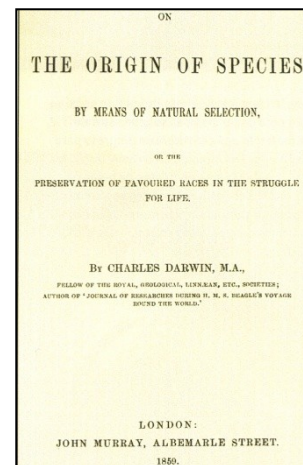 ON
THE ORIGIN OF SPECIES
BY MEANS OF NATURAL SELECTION,
OR THE
PRESERVATION OF FAVOURED RACES IN THE STRUGGLE
FOR LIFE.
BY CHARLES DARWIN, M.A.,
FELLOW OF THE ROYAL, GEOLOGICAL, LINNÆAN, ETC., SOCIETIES;
AUTHOR OF 'JOURNAL OF RESEARCHES DURING H. M. S. BEAGLE'S VOYAGE
ROUND THE WORLD.'
LONDON:
JOHN MURRAY, ALBEMARLE STREET.
1859.